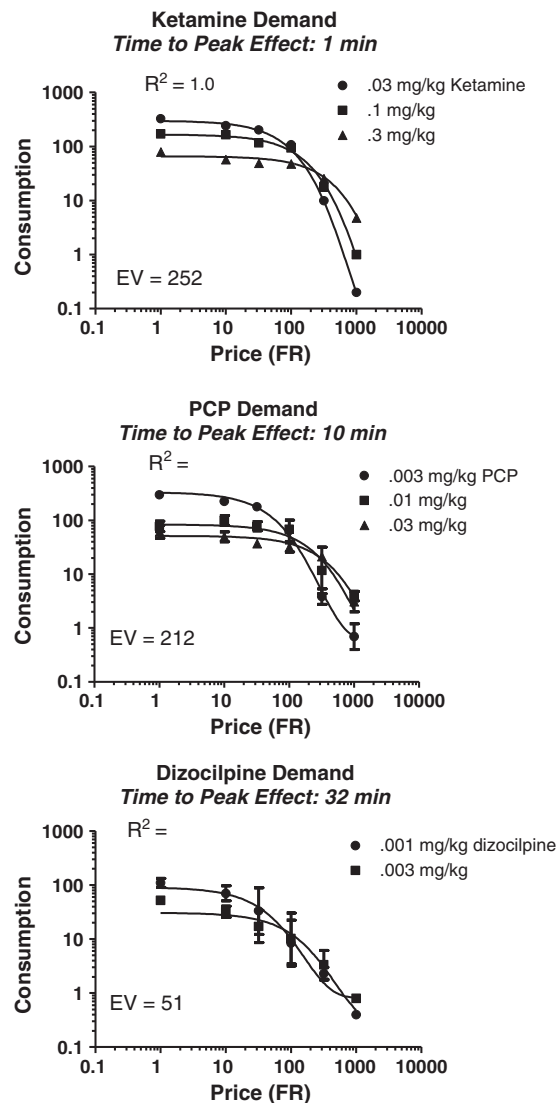 Ketamine Demand
Time to Peak Effect: 1 min
R² = 1.0
.03 mg/kg Ketamine
.1 mg/kg
.3 mg/kg
1000
100
10
1
0.1
Consumption
EV = 252
0.1 1 10 100 1000 10000
Price (FR)
PCP Demand
Time to Peak Effect: 10 min
R² =
.003 mg/kg PCP
.01 mg/kg
.03 mg/kg
1000
100
10
1
0.1
Consumption
EV = 212
0.1 1 10 100 1000 10000
Price (FR)
Dizocilpine Demand
Time to Peak Effect: 32 min
R² =
.001 mg/kg dizocilpine
.003 mg/kg
1000
100
10
1
0.1
Consumption
EV = 51
0.1 1 10 100 1000 10000
Price (FR)